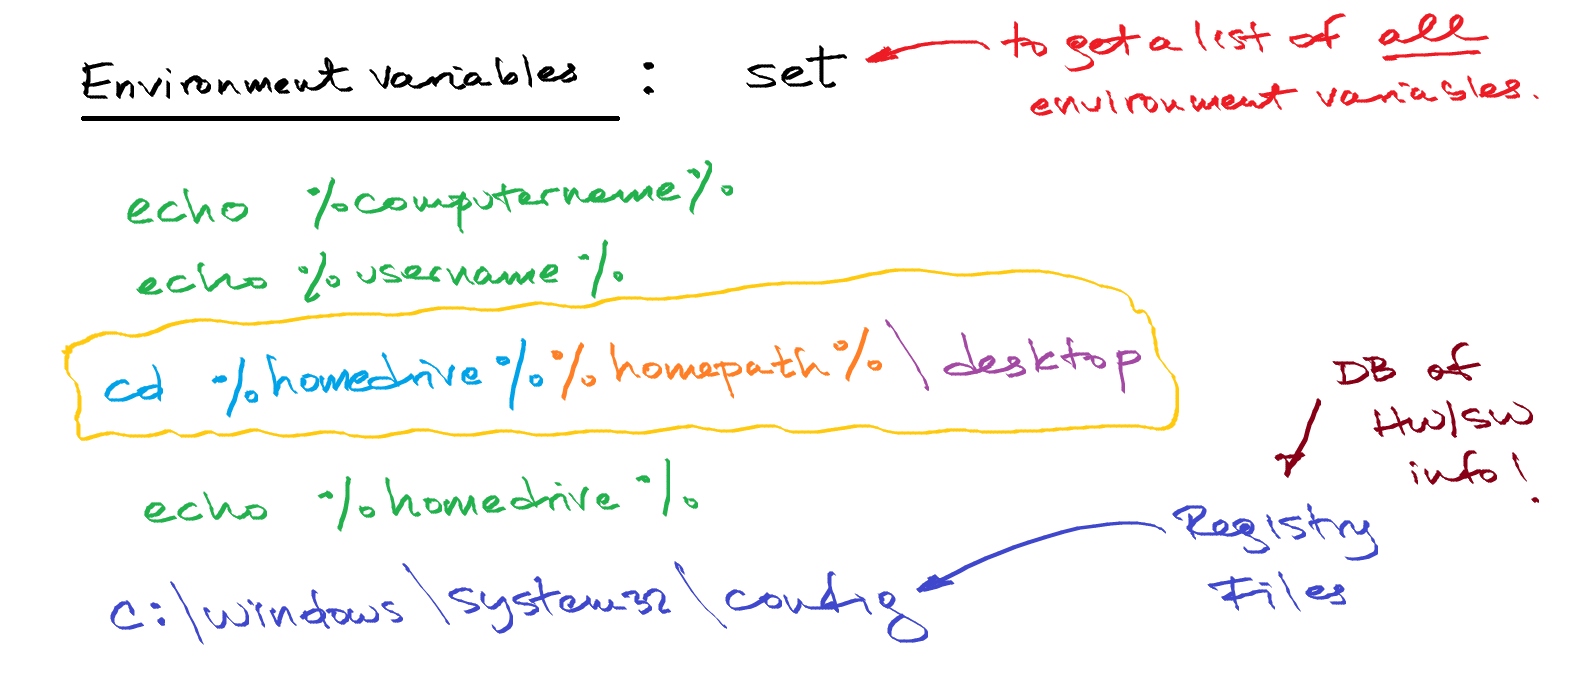 Environment variables : set
to get a list of all
environment variables.
echo %computername%
echo %username%
cd %homedrive%%homepath%\desktop
DB of
HW/SW
info!
echo %homedrive%
Registry
Files
c:\windows\system32\config